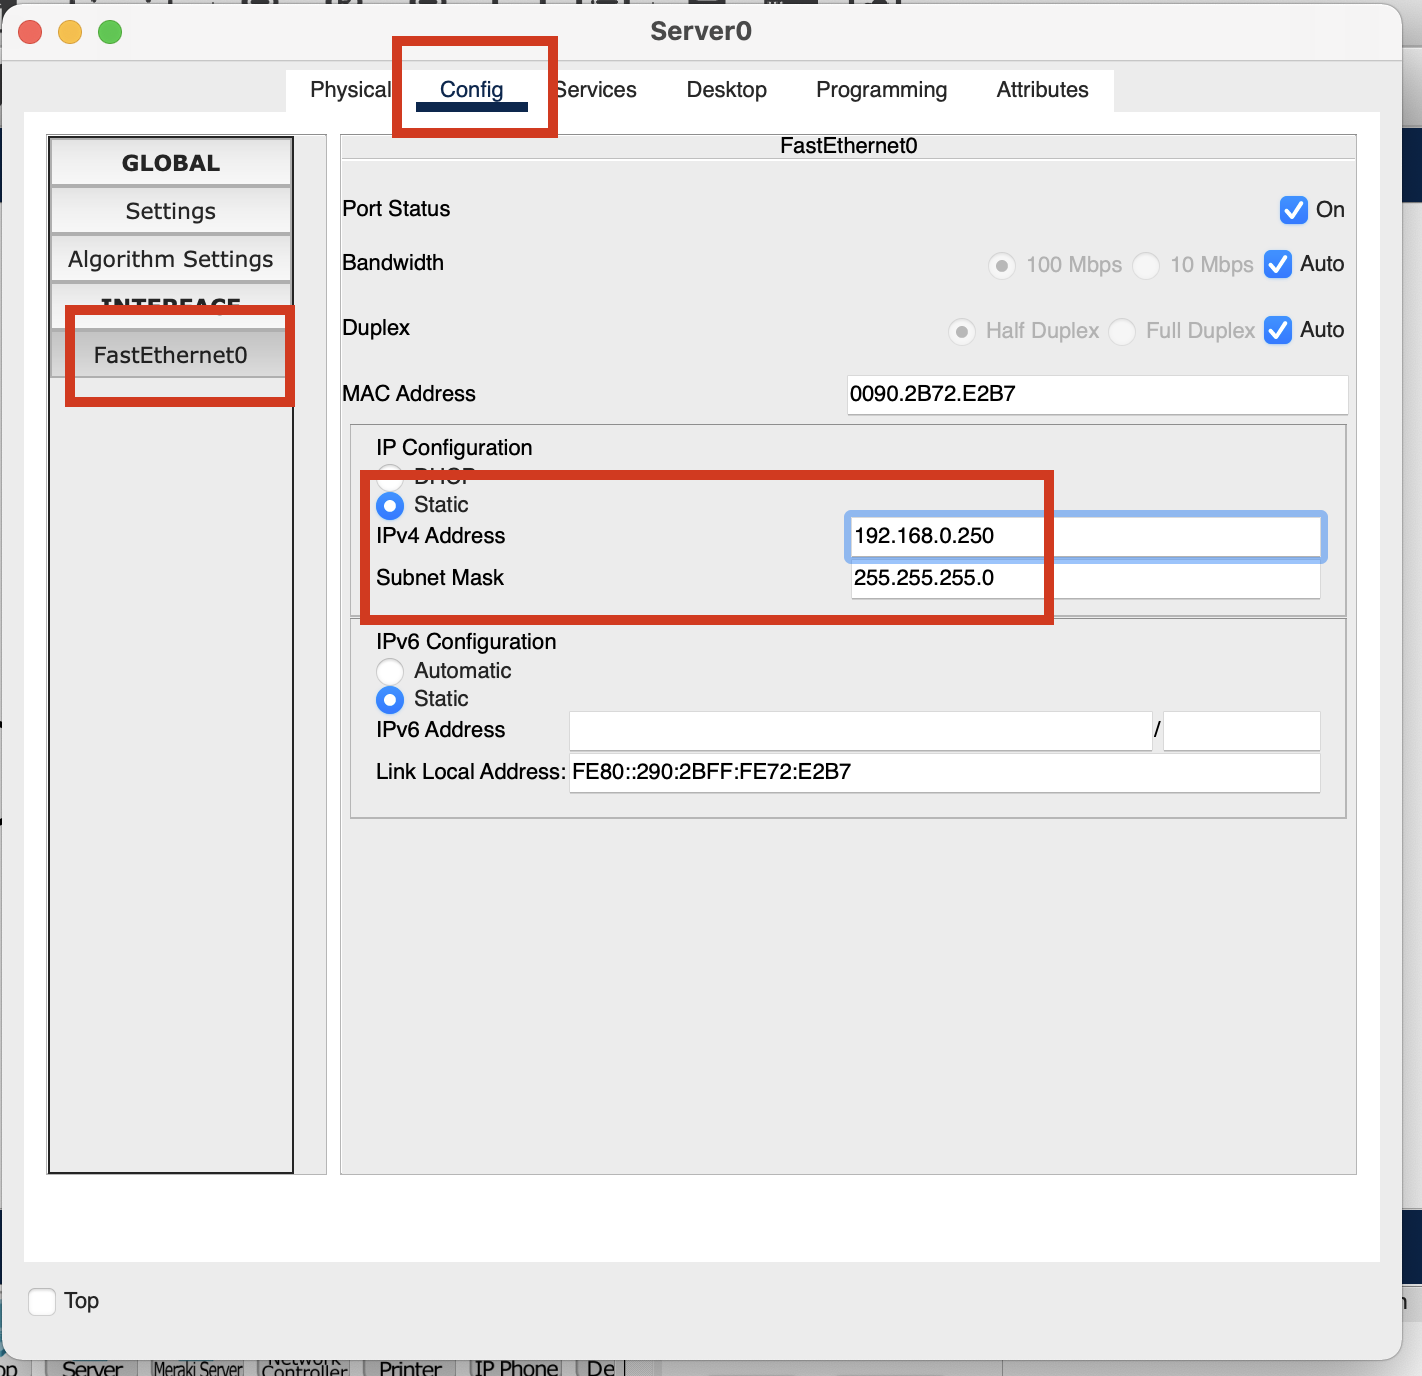 Server0
Physical Config Services Desktop Programming Attributes
GLOBAL
Settings
Algorithm Settings
INTERFACE
FastEthernet0
FastEthernet0
Port Status On
Bandwidth 100 Mbps 10 Mbps Auto
Duplex Half Duplex Full Duplex Auto
MAC Address 0090.2B72.E2B7
IP Configuration
DHCP
Static
IPv4 Address 192.168.0.250
Subnet Mask 255.255.255.0
IPv6 Configuration
Automatic
Static
IPv6 Address /
Link Local Address: FE80::290:2BFF:FE72:E2B7
Top
Server Meraki Server Network Controller Printer IP Phone